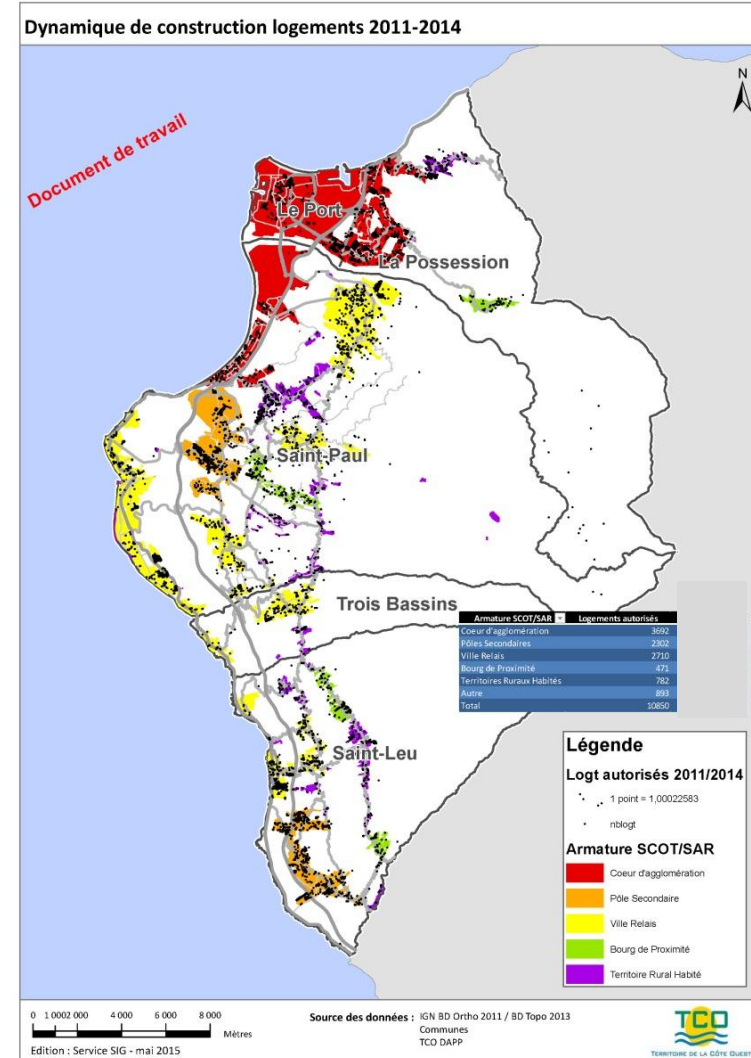 Dynamique de construction logements 2011-2014
N
Document de travail
Le Port
La Possession
Saint-Paul
Trois Bassins
Armature SCOT/SAR Logements autorisés
Coeur d'agglomération 3692
Pôles Secondaires 2302
Ville Relais 2710
Bourg de Proximité 471
Territoires Ruraux Habités 782
Autre 893
Total 10850
Saint-Leu
Légende
Logt autorisés 2011/2014
1 point = 1,00022583
nblogt
Armature SCOT/SAR
Coeur d'agglomération
Pôle Secondaire
Ville Relais
Bourg de Proximité
Territoire Rural Habité
0 1 000 2 000 4 000 6 000 8 000
Mètres
Edition : Service SIG - mai 2015
Source des données : IGN BD Ortho 2011 / BD Topo 2013
Communes
TCO DAPP
TCO
TERRITOIRE DE LA CÔTE OUEST